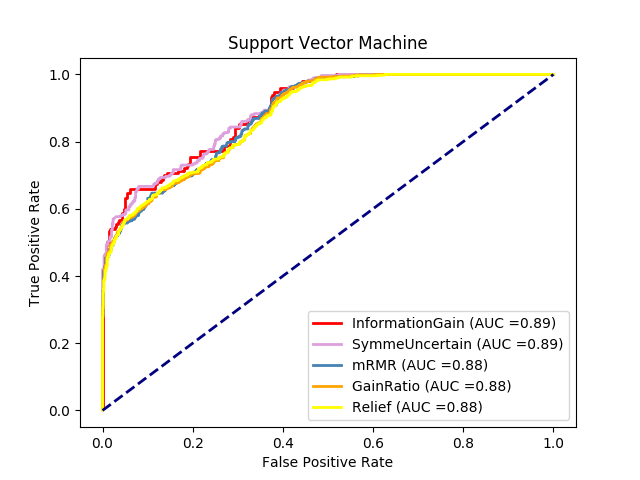 Support Vector Machine
1.0
0.8
0.6
0.4
0.2
0.0
True Positive Rate
InformationGain (AUC =0.89)
SymmeUncertain (AUC =0.89)
mRMR (AUC =0.88)
GainRatio (AUC =0.88)
Relief (AUC =0.88)
0.0 0.2 0.4 0.6 0.8 1.0
False Positive Rate